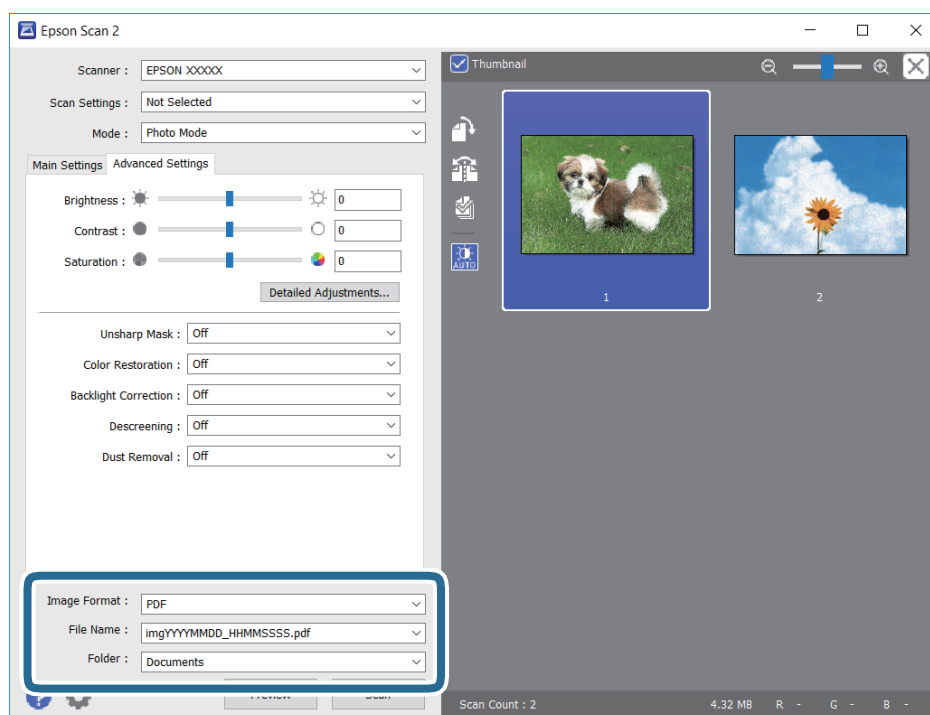 Epson Scan 2
Scanner : EPSON XXXXX
Scan Settings : Not Selected
Mode : Photo Mode
Main Settings Advanced Settings
Brightness : 0
Contrast : 0
Saturation : 0
Detailed Adjustments...
Unsharp Mask : Off
Color Restoration : Off
Backlight Correction : Off
Descreening : Off
Dust Removal : Off
Image Format : PDF
File Name : imgYYYYMMDD_HHMMSSSS.pdf
Folder : Documents
Preview Scan
Thumbnail
AUTO
1 2
Scan Count : 2 4.32 MB R - G - B -